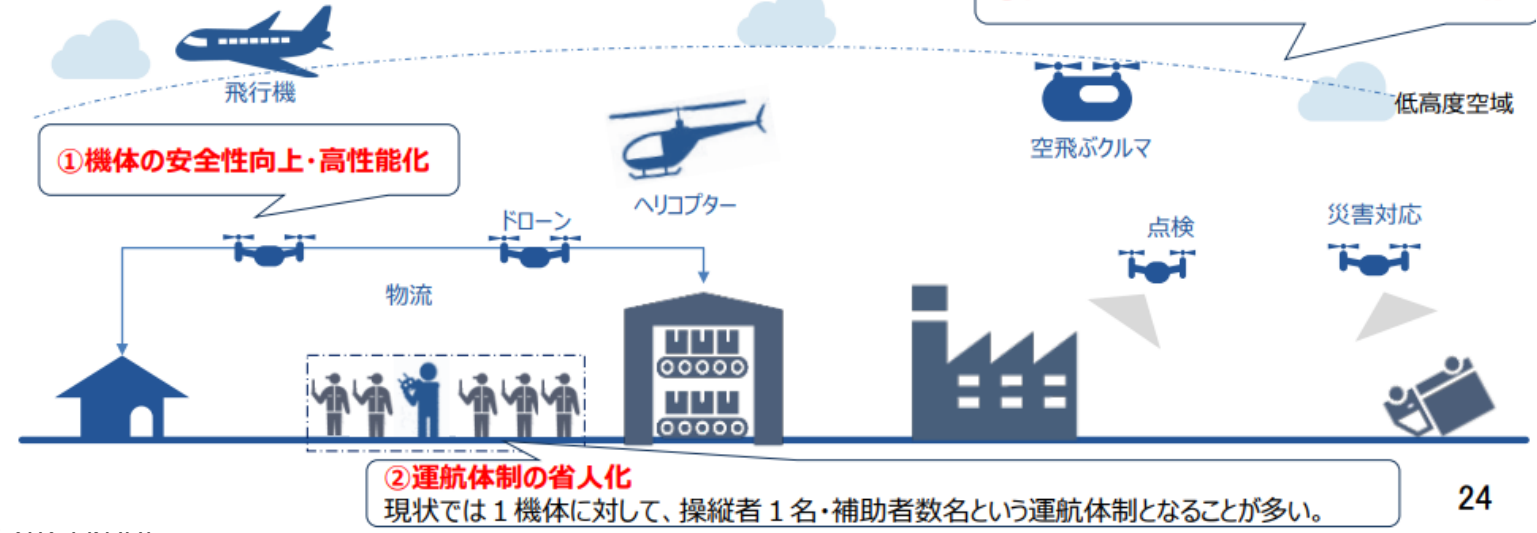 飛行機
低高度空域
空飛ぶクルマ
①機体の安全性向上・高性能化
ヘリコプター
ドローン
点検
災害対応
物流
②運航体制の省人化
現状では1機体に対して、操縦者1名・補助者数名という運航体制となることが多い。
24